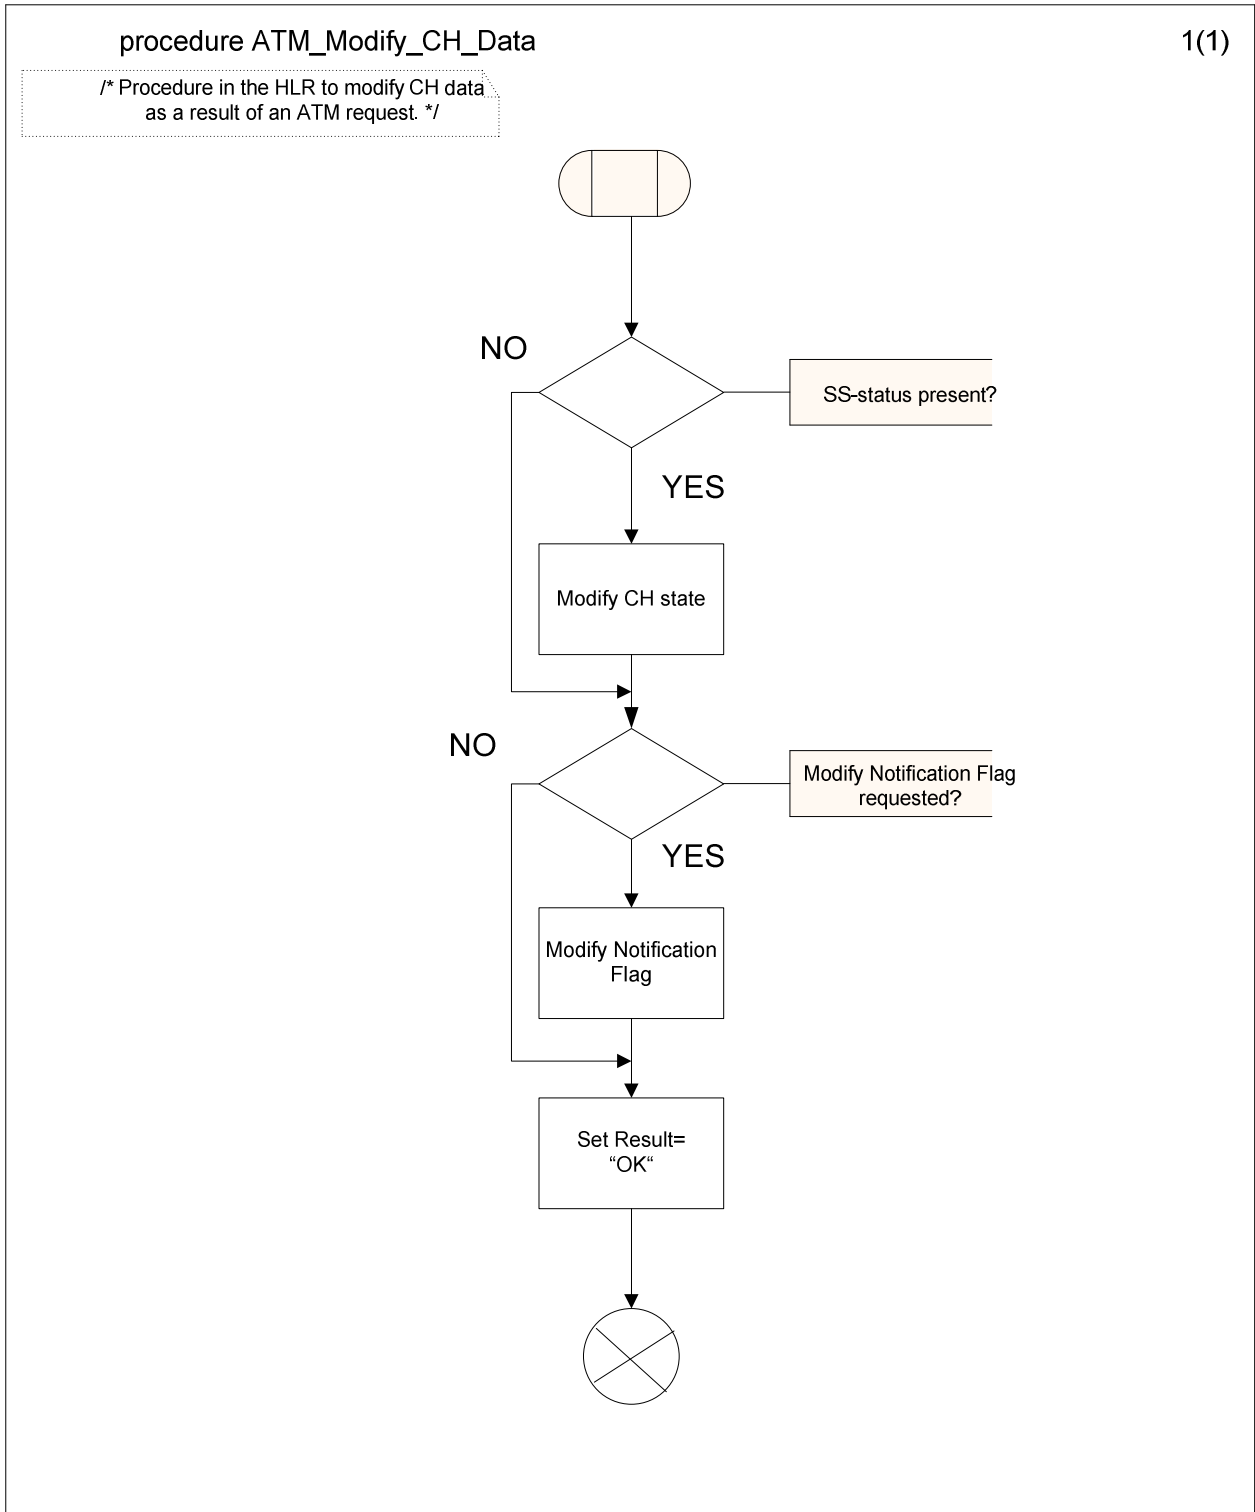 procedure ATM_Modify_CH_Data
1(1)
/* Procedure in the HLR to modify CH data
as a result of an ATM request. */
NO
SS-status present?
YES
Modify CH state
NO
Modify Notification Flag
requested?
YES
Modify Notification
Flag
Set Result=
“OK“